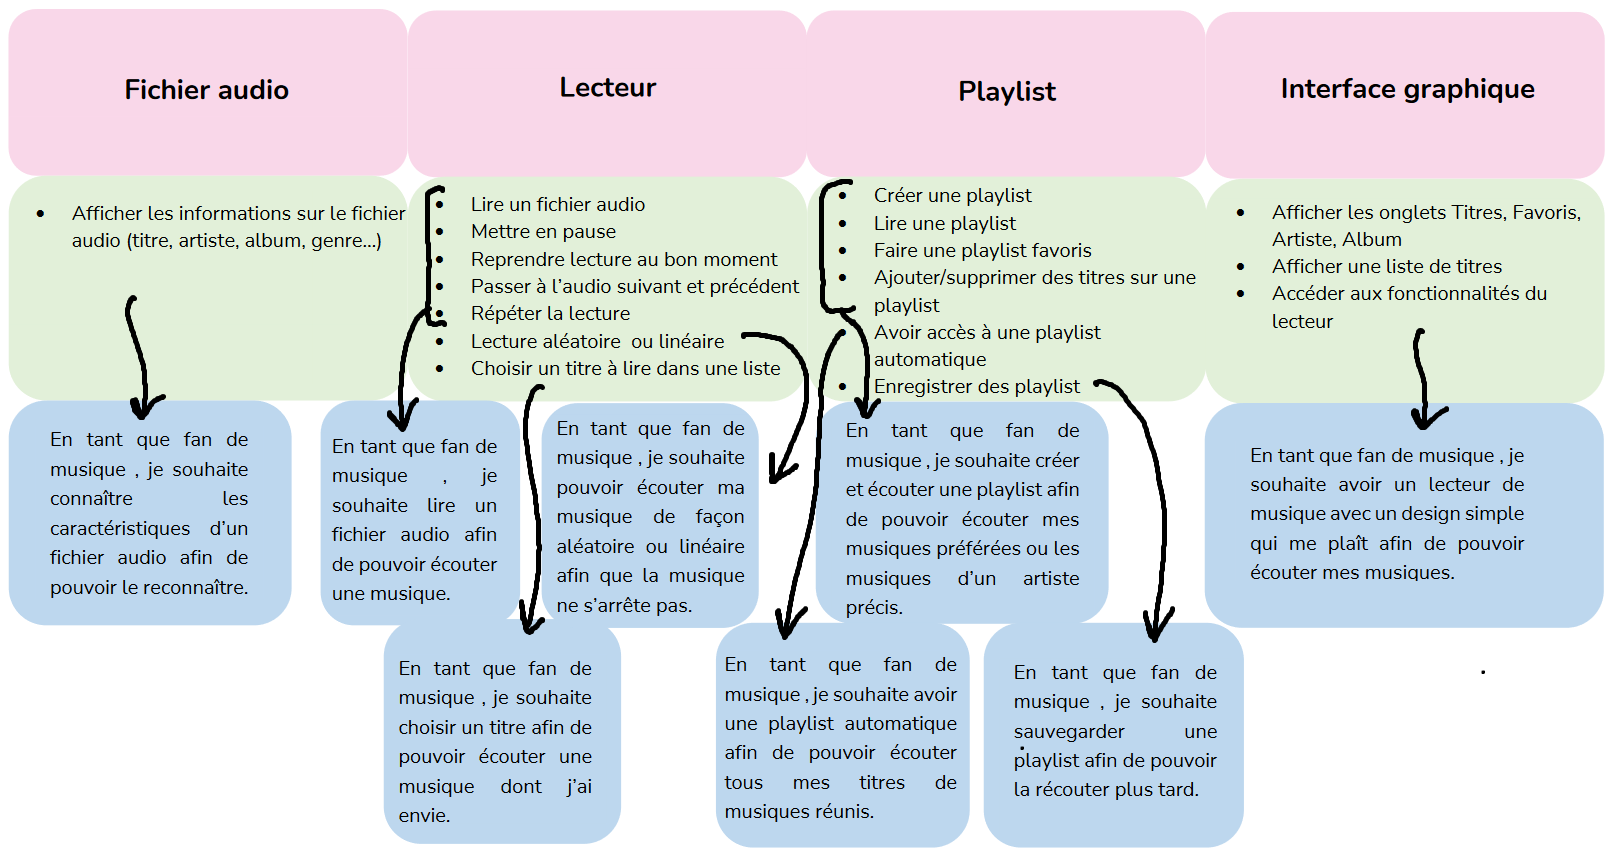 Fichier audio
Lecteur
Playlist
Interface graphique
• Afficher les informations sur le fichier
audio (titre, artiste, album, genre...)
• Lire un fichier audio
• Mettre en pause
• Reprendre lecture au bon moment
• Passer à l'audio suivant et précédent
• Répéter la lecture
• Lecture aléatoire ou linéaire
• Choisir un titre à lire dans une liste
• Créer une playlist
• Lire une playlist
• Faire une playlist favoris
• Ajouter/supprimer des titres sur une
playlist
• Avoir accès à une playlist
automatique
• Enregistrer des playlist
• Afficher les onglets Titres, Favoris,
Artiste, Album
• Afficher une liste de titres
• Accéder aux fonctionnalités du
lecteur
En tant que fan de
musique , je souhaite
connaître les
caractéristiques d'un
fichier audio afin de
pouvoir le reconnaître.
En tant que fan de
musique , je
souhaite lire un
fichier audio afin
de pouvoir écouter
une musique.
En tant que fan de
musique , je souhaite
pouvoir écouter ma
musique de façon
aléatoire ou linéaire
afin que la musique
ne s'arrête pas.
En tant que fan de
musique , je souhaite créer
et écouter une playlist afin
de pouvoir écouter mes
musiques préférées ou les
musiques d'un artiste
précis.
En tant que fan de musique , je
souhaite avoir un lecteur de
musique avec un design simple
qui me plaît afin de pouvoir
écouter mes musiques.
En tant que fan de
musique , je souhaite
choisir un titre afin de
pouvoir écouter une
musique dont j'ai
envie.
En tant que fan de
musique , je souhaite avoir
une playlist automatique
afin de pouvoir écouter
tous mes titres de
musiques réunis.
En tant que fan de
musique , je souhaite
sauvegarder une
playlist afin de pouvoir
la récouter plus tard.